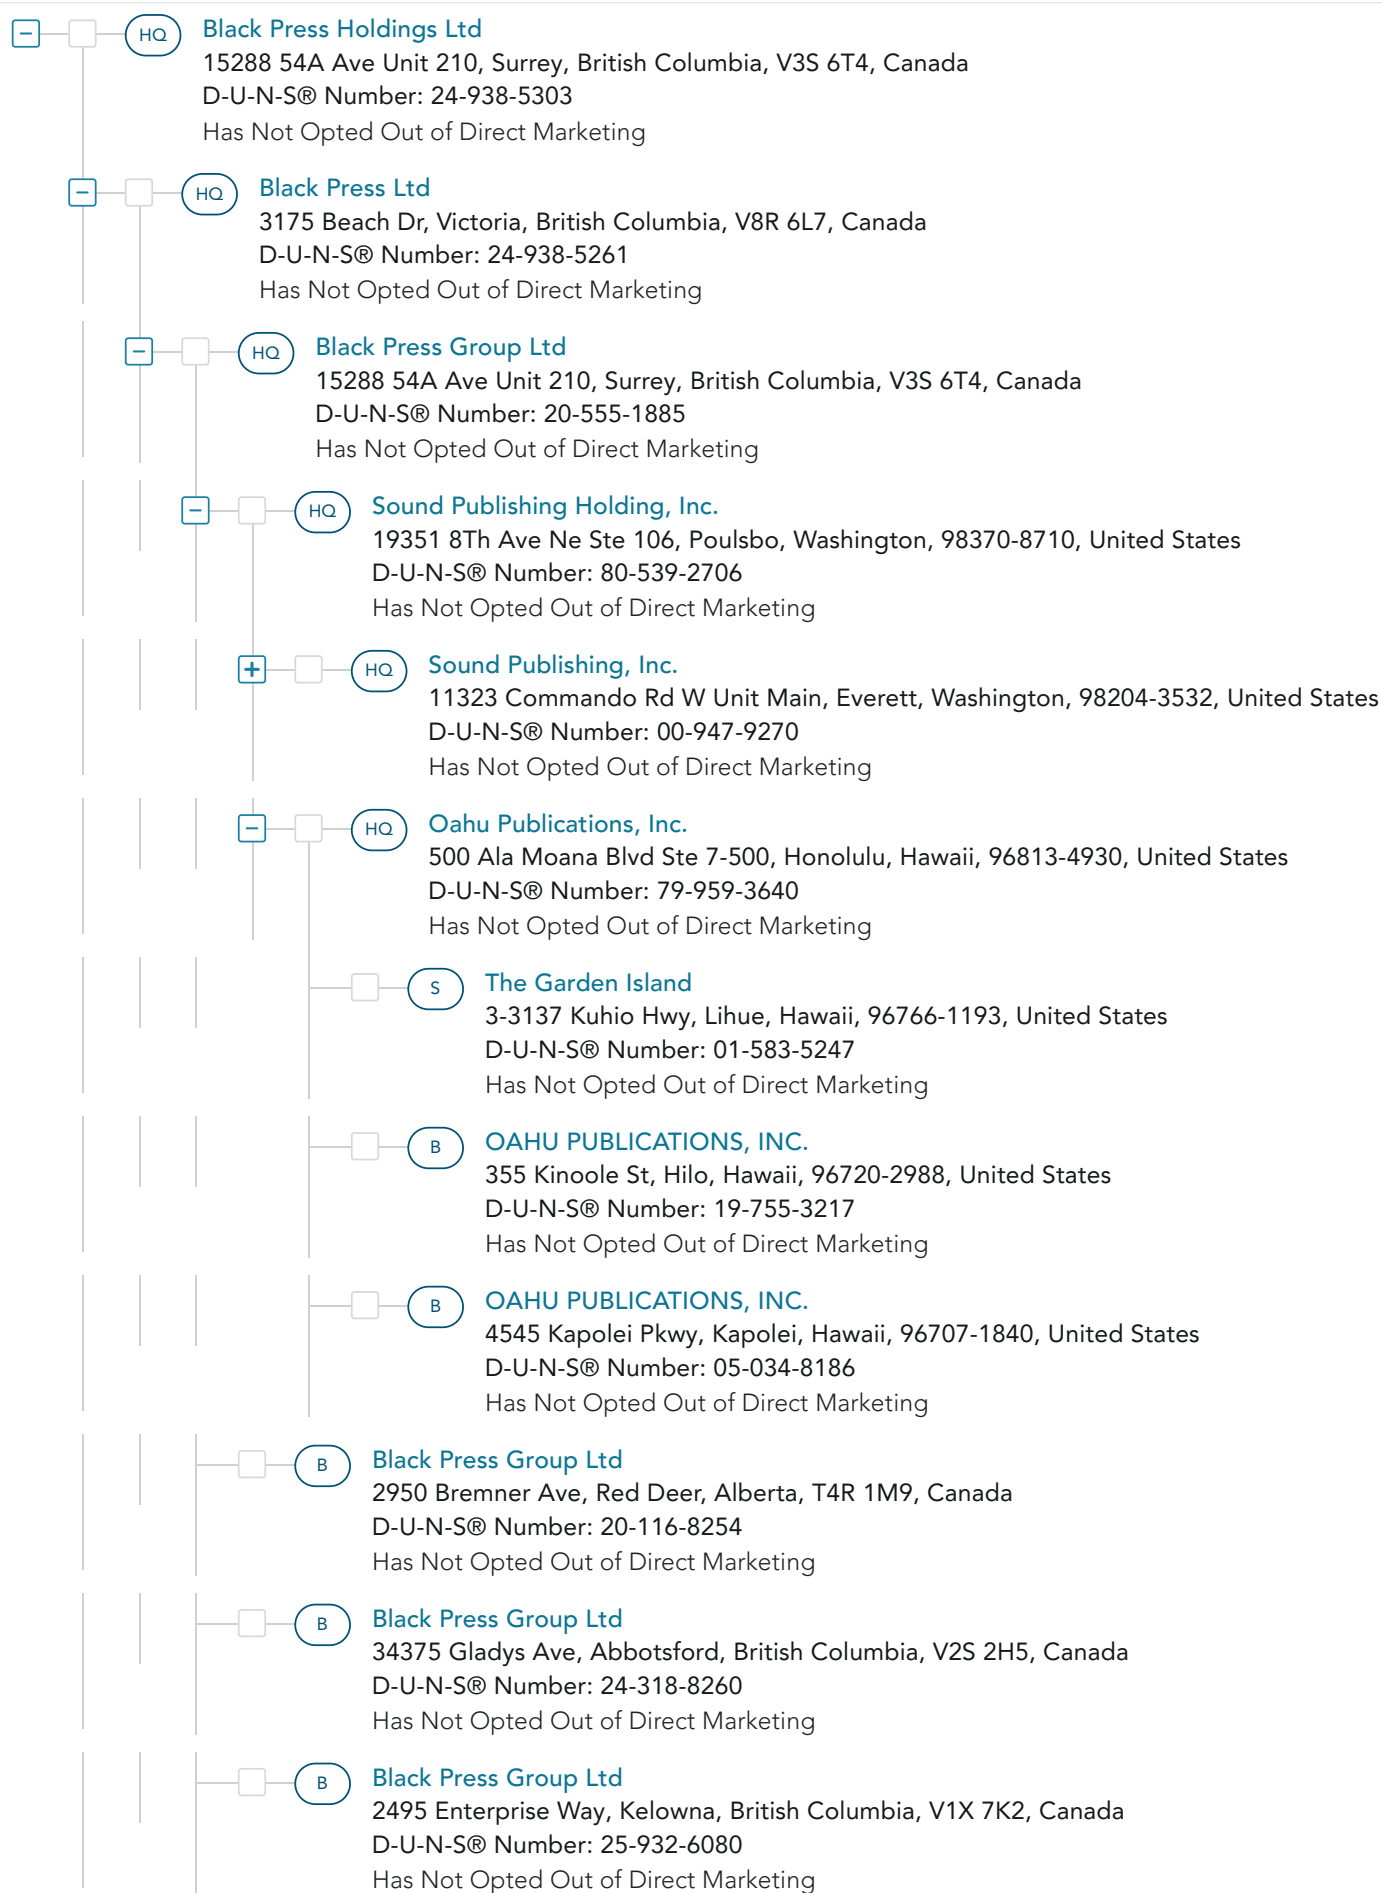 HQ Black Press Holdings Ltd
15288 54A Ave Unit 210, Surrey, British Columbia, V3S 6T4, Canada
D-U-N-S® Number: 24-938-5303
Has Not Opted Out of Direct Marketing
HQ Black Press Ltd
3175 Beach Dr, Victoria, British Columbia, V8R 6L7, Canada
D-U-N-S® Number: 24-938-5261
Has Not Opted Out of Direct Marketing
HQ Black Press Group Ltd
15288 54A Ave Unit 210, Surrey, British Columbia, V3S 6T4, Canada
D-U-N-S® Number: 20-555-1885
Has Not Opted Out of Direct Marketing
HQ Sound Publishing Holding, Inc.
19351 8Th Ave Ne Ste 106, Poulsbo, Washington, 98370-8710, United States
D-U-N-S® Number: 80-539-2706
Has Not Opted Out of Direct Marketing
HQ Sound Publishing, Inc.
11323 Commando Rd W Unit Main, Everett, Washington, 98204-3532, United States
D-U-N-S® Number: 00-947-9270
Has Not Opted Out of Direct Marketing
HQ Oahu Publications, Inc.
500 Ala Moana Blvd Ste 7-500, Honolulu, Hawaii, 96813-4930, United States
D-U-N-S® Number: 79-959-3640
Has Not Opted Out of Direct Marketing
S The Garden Island
3-3137 Kuhio Hwy, Lihue, Hawaii, 96766-1193, United States
D-U-N-S® Number: 01-583-5247
Has Not Opted Out of Direct Marketing
B OAHU PUBLICATIONS, INC.
355 Kinoole St, Hilo, Hawaii, 96720-2988, United States
D-U-N-S® Number: 19-755-3217
Has Not Opted Out of Direct Marketing
B OAHU PUBLICATIONS, INC.
4545 Kapolei Pkwy, Kapolei, Hawaii, 96707-1840, United States
D-U-N-S® Number: 05-034-8186
Has Not Opted Out of Direct Marketing
B Black Press Group Ltd
2950 Bremner Ave, Red Deer, Alberta, T4R 1M9, Canada
D-U-N-S® Number: 20-116-8254
Has Not Opted Out of Direct Marketing
B Black Press Group Ltd
34375 Gladys Ave, Abbotsford, British Columbia, V2S 2H5, Canada
D-U-N-S® Number: 24-318-8260
Has Not Opted Out of Direct Marketing
B Black Press Group Ltd
2495 Enterprise Way, Kelowna, British Columbia, V1X 7K2, Canada
D-U-N-S® Number: 25-932-6080
Has Not Opted Out of Direct Marketing